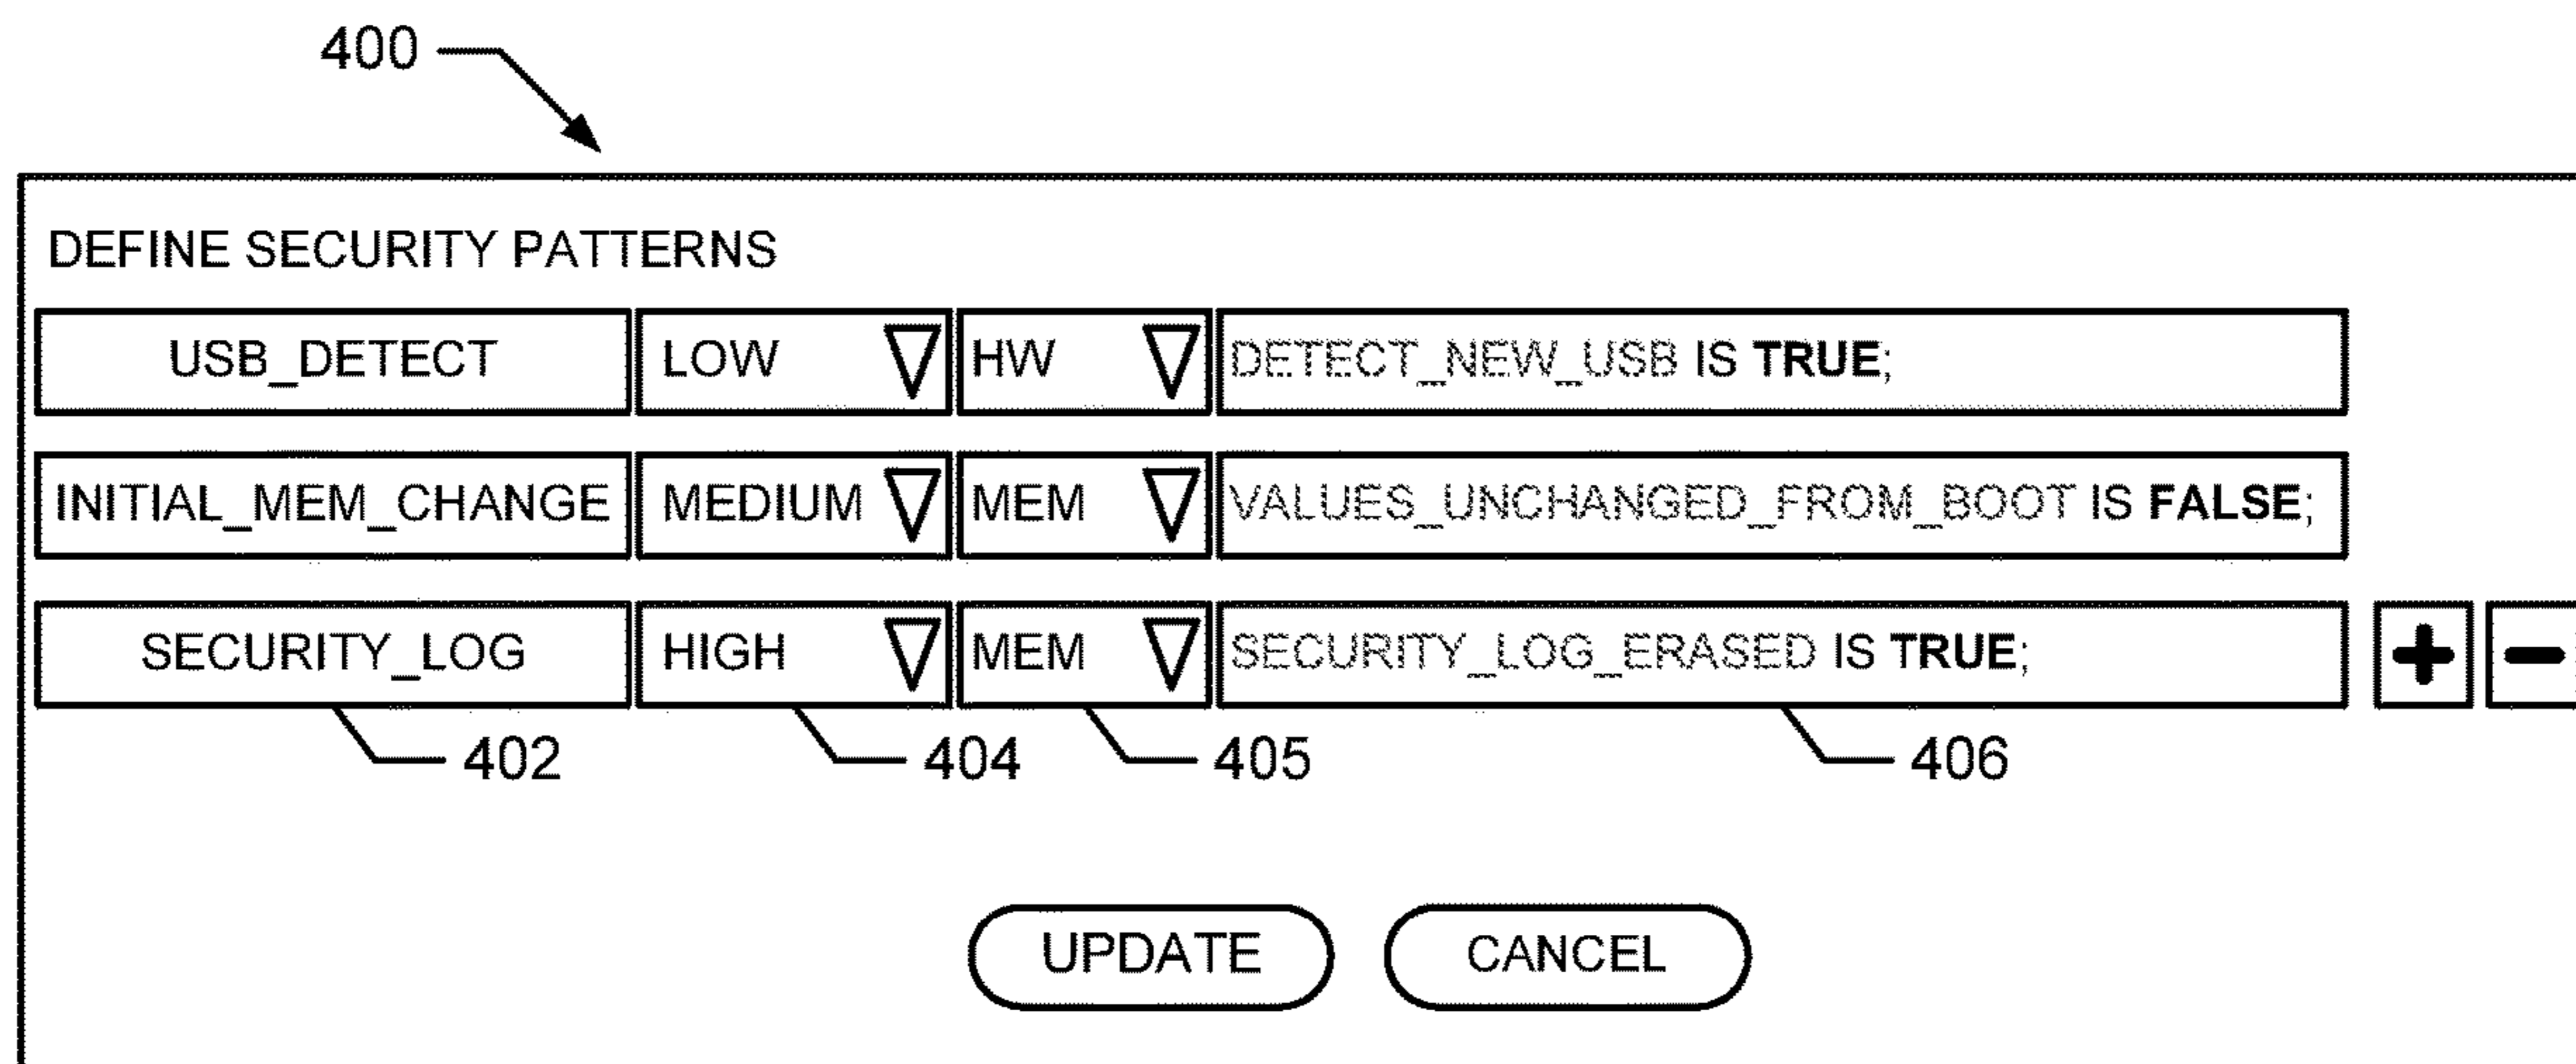 400
DEFINE SECURITY PATTERNS
USB_DETECT LOW HW DETECT_NEW_USB IS TRUE;
INITIAL_MEM_CHANGE MEDIUM MEM VALUES_UNCHANGED_FROM_BOOT IS FALSE;
SECURITY_LOG HIGH MEM SECURITY_LOG_ERASED IS TRUE; + -
402 404 405 406
UPDATE CANCEL